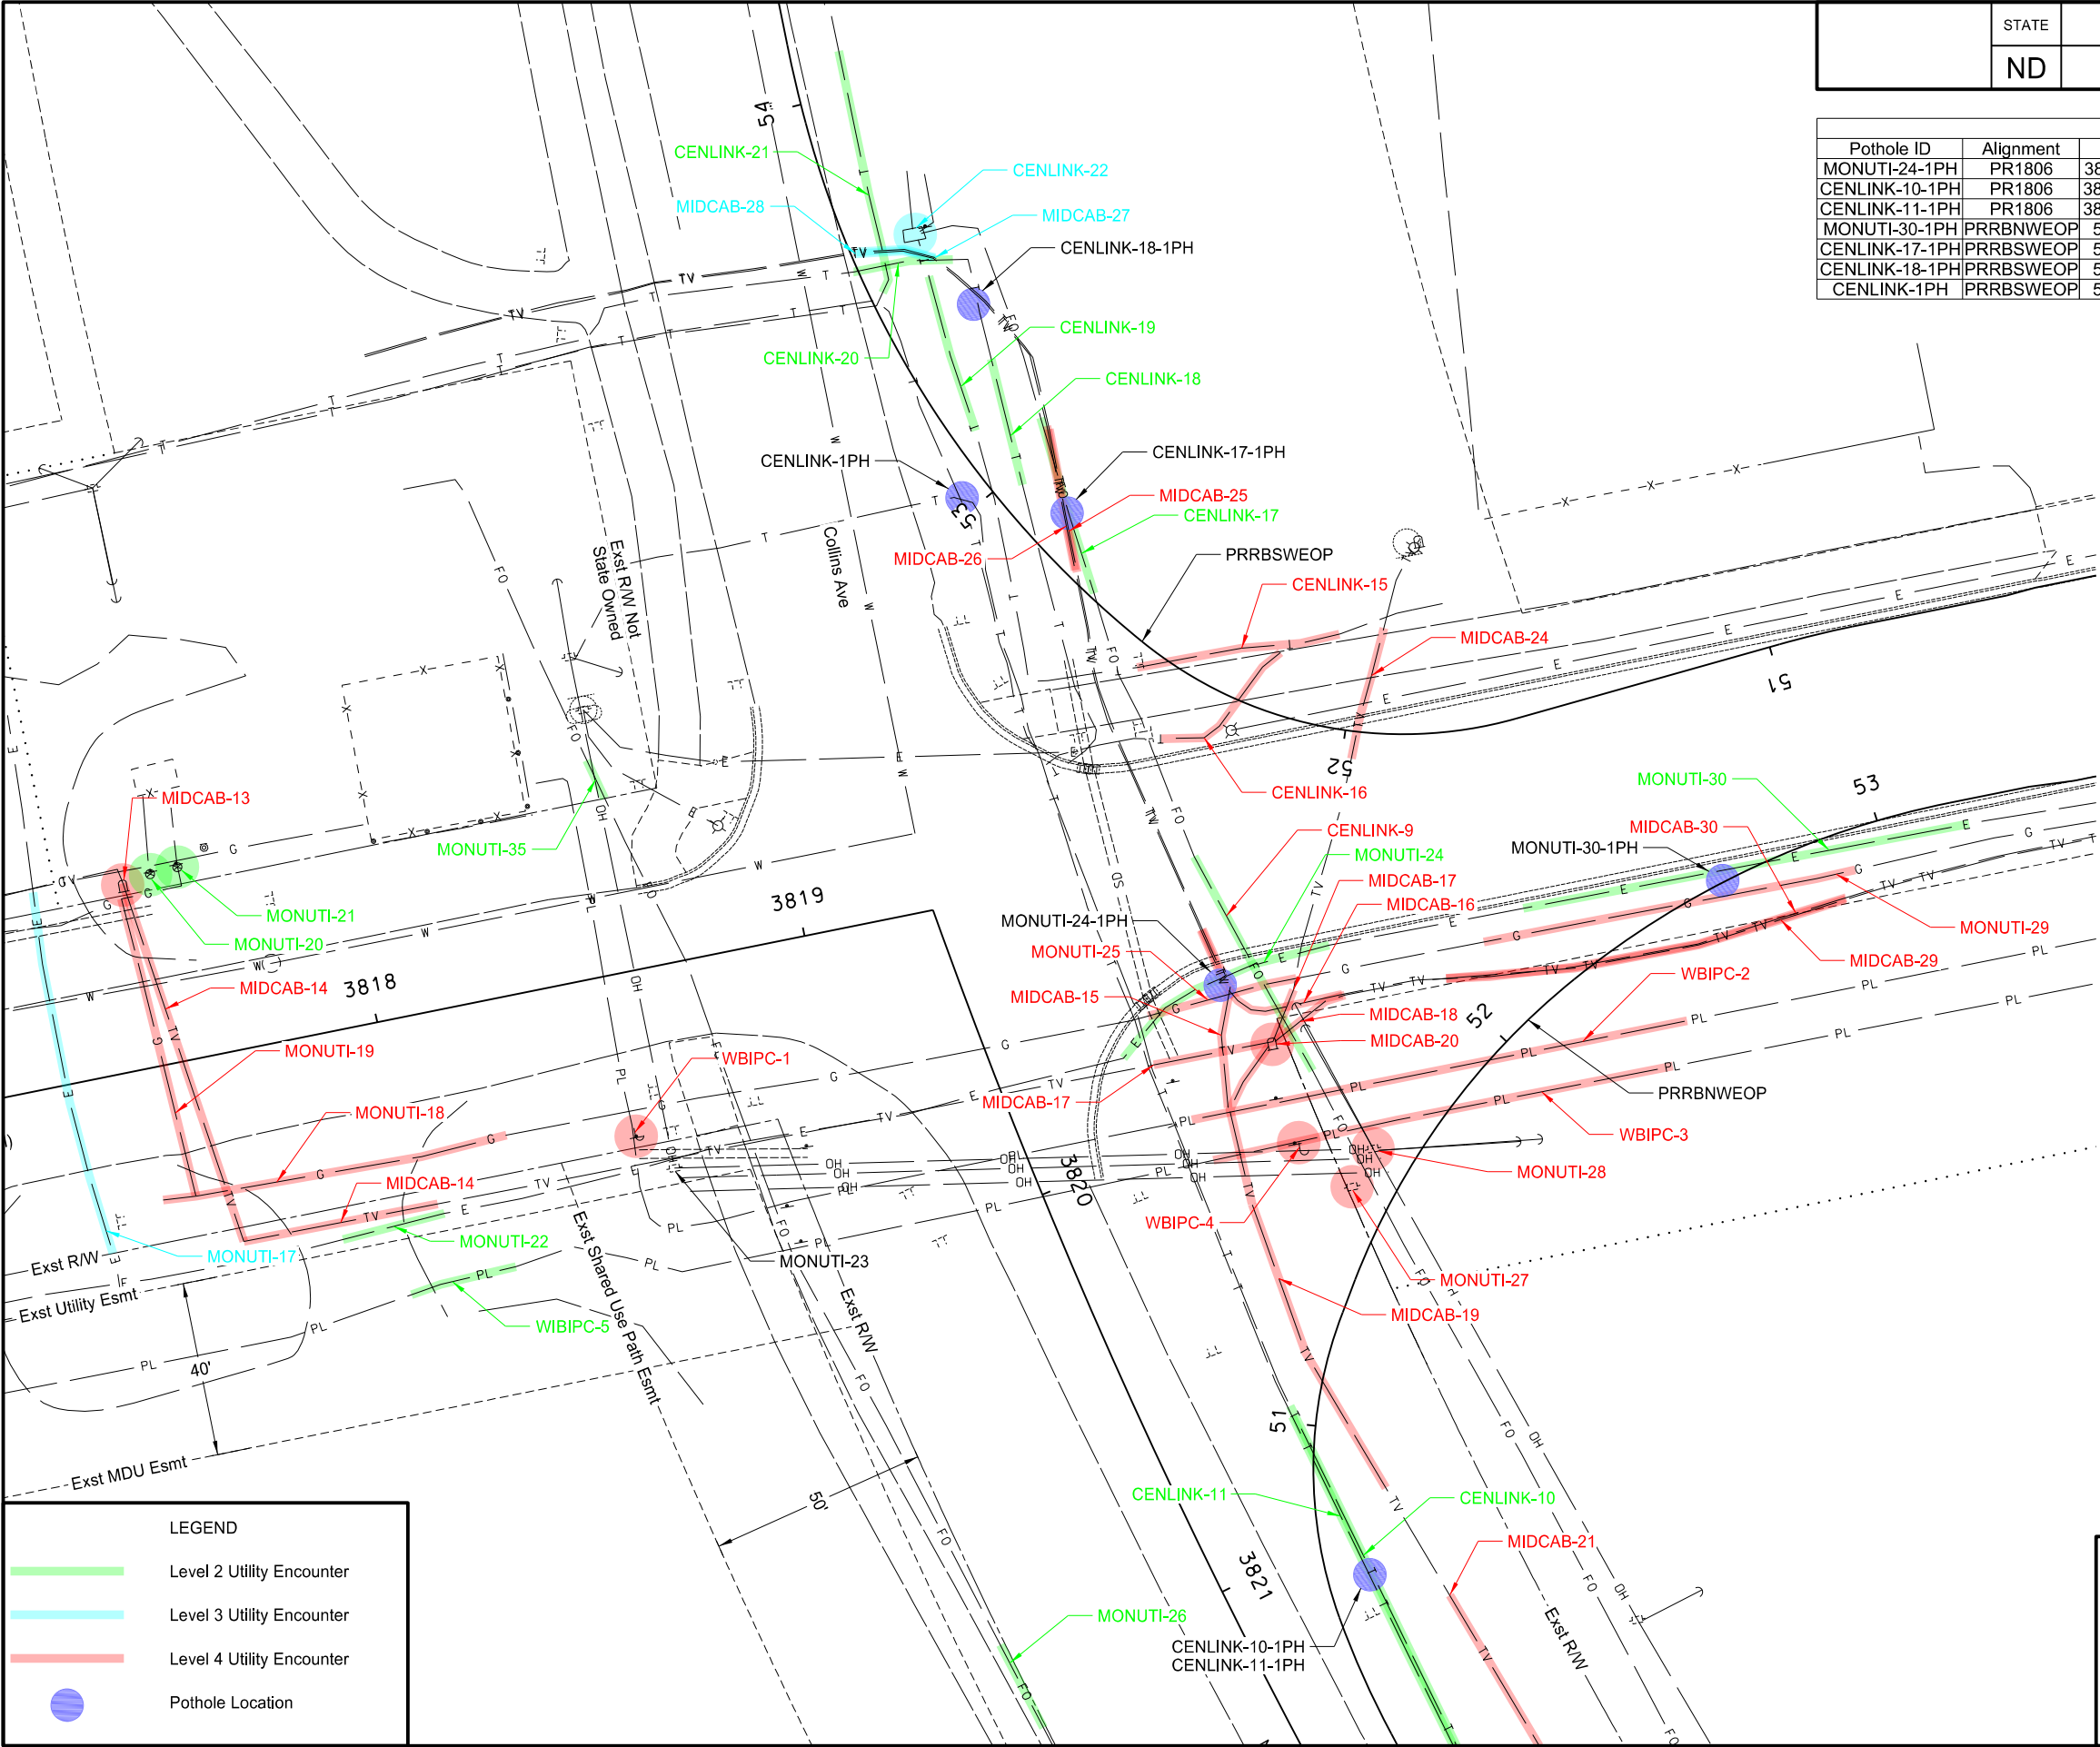 STATE
ND
Pothole ID Alignment
MONUTI-24-1PH PR1806 38
CENLINK-10-1PH PR1806 38
CENLINK-11-1PH PR1806 38
MONUTI-30-1PH PRRBNWEOP 5
CENLINK-17-1PH PRRBSWEOP 5
CENLINK-18-1PH PRRBSWEOP 5
CENLINK-1PH PRRBSWEOP 5
54
CENLINK-21
CENLINK-22
MIDCAB-28
MIDCAB-27
CENLINK-18-1PH
CENLINK-19
CENLINK-20
CENLINK-18
CENLINK-1PH
CENLINK-17-1PH
53
MIDCAB-25
CENLINK-17
MIDCAB-26
PRRBSWEOP
Exst R/W Not
State Owned
Collins Ave
CENLINK-15
MIDCAB-24
51
52
CENLINK-16
MONUTI-30
53
MIDCAB-13
CENLINK-9
MIDCAB-30
MONUTI-35
MONUTI-24
MONUTI-30-1PH
MIDCAB-17
MIDCAB-16
3819
MONUTI-21
MONUTI-24-1PH
MONUTI-29
MONUTI-20
MONUTI-25
MIDCAB-29
WBIPC-2
MIDCAB-14
3818
MIDCAB-15
MIDCAB-18
52
MIDCAB-20
MONUTI-19
WBIPC-1
PRRBNWEOP
MIDCAB-17
MONUTI-18
WBIPC-3
MONUTI-28
MIDCAB-14
3820
WBIPC-4
MONUTI-22
MONUTI-17
MONUTI-23
Exst R/W
MONUTI-27
Exst Utility Esmt
MIDCAB-19
WIBIPC-5
Exst Shared Use Path Esmt
Exst R/W
40'
51
Exst MDU Esmt
50'
CENLINK-11
CENLINK-10
MIDCAB-21
3821
MONUTI-26
CENLINK-10-1PH
CENLINK-11-1PH
Exst R/W
LEGEND
Level 2 Utility Encounter
Level 3 Utility Encounter
Level 4 Utility Encounter
Pothole Location